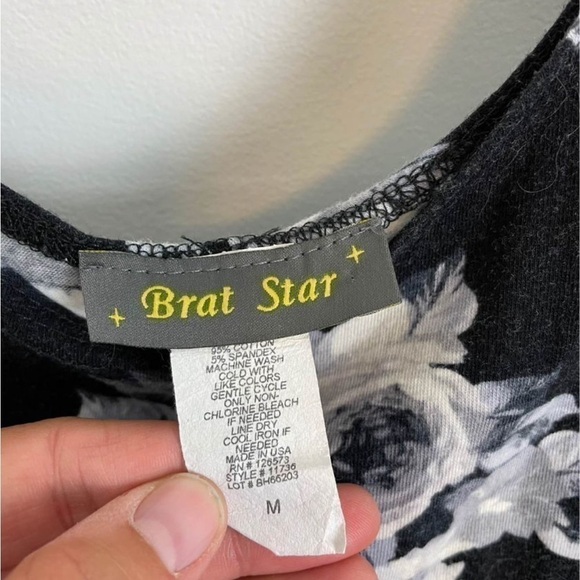 Brat Star
95% COTTON
5% SPANDEX
MACHINE WASH
COLD WITH
LIKE COLORS
GENTLE CYCLE
ONLY NON-
CHLORINE BLEACH
IF NEEDED
LINE DRY
COOL IRON IF
NEEDED
MADE IN USA
RN # 126573
STYLE # 11736
LOT # BH66203
M